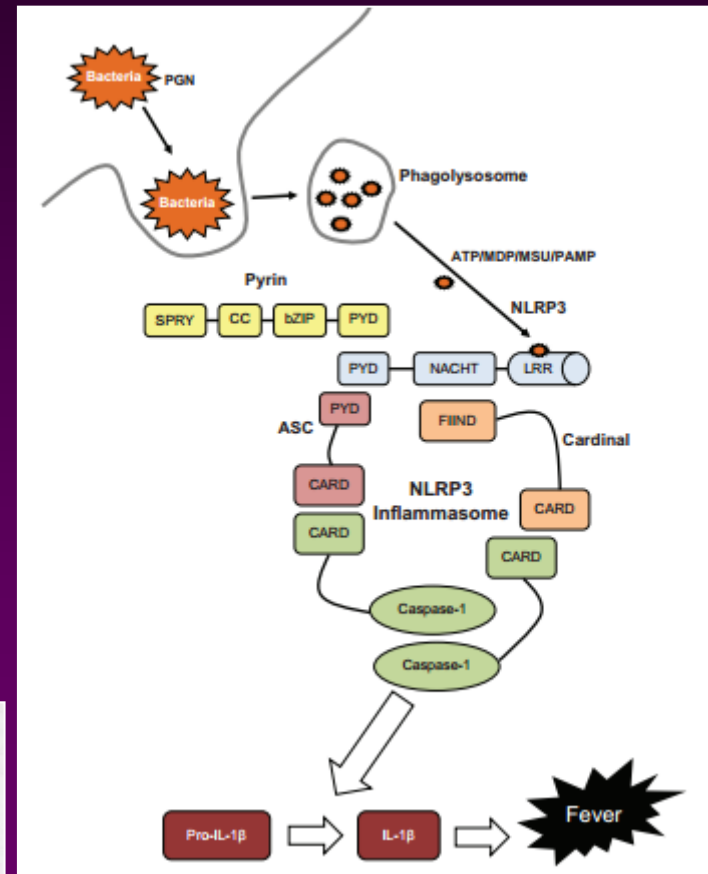 Bacteria
PGN
Bacteria
Phagolysosome
ATP/MDP/MSU/PAMP
Pyrin
NLRP3
SPRY CC bZIP PYD
PYD NACHT LRR
PYD
ASC
FIIND
Cardinal
CARD
NLRP3
Inflammasome
CARD
CARD
CARD
Caspase-1
Caspase-1
Pro-IL-1β
IL-1β
Fever